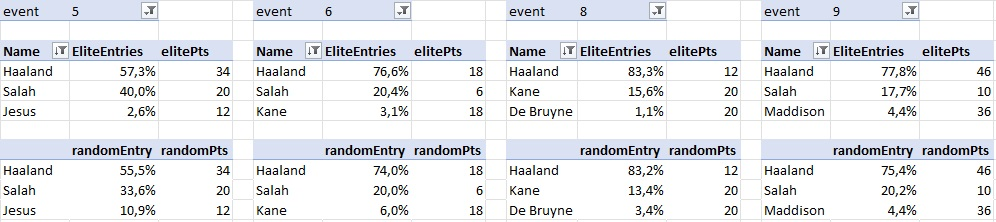 event 5 event 6 event 8 event 9
Name EliteEntries elitePts Name EliteEntries elitePts Name EliteEntries elitePts Name EliteEntries elitePts
Haaland 57,3% 34 Haaland 76,6% 18 Haaland 83,3% 12 Haaland 77,8% 46
Salah 40,0% 20 Salah 20,4% 6 Kane 15,6% 20 Salah 17,7% 10
Jesus 2,6% 12 Kane 3,1% 18 De Bruyne 1,1% 20 Maddison 4,4% 36
randomEntry randomPts randomEntry randomPts randomEntry randomPts randomEntry randomPts
Haaland 55,5% 34 Haaland 74,0% 18 Haaland 83,2% 12 Haaland 75,4% 46
Salah 33,6% 20 Salah 20,0% 6 Kane 13,4% 20 Salah 20,2% 10
Jesus 10,9% 12 Kane 6,0% 18 De Bruyne 3,4% 20 Maddison 4,4% 36